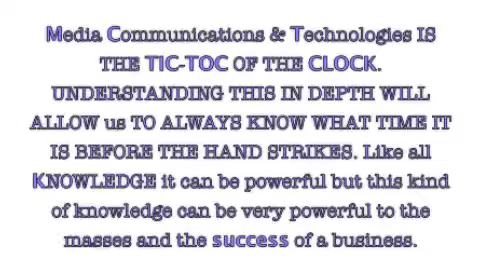 Media Communications & Technologies IS
THE TIC-TOC OF THE CLOCK.
UNDERSTANDING THIS IN DEPTH WILL
ALLOW us TO ALWAYS KNOW WHAT TIME IT
IS BEFORE THE HAND STRIKES. Like all
KNOWLEDGE it can be powerful but this kind
of knowledge can be very powerful to the
masses and the success of a business.